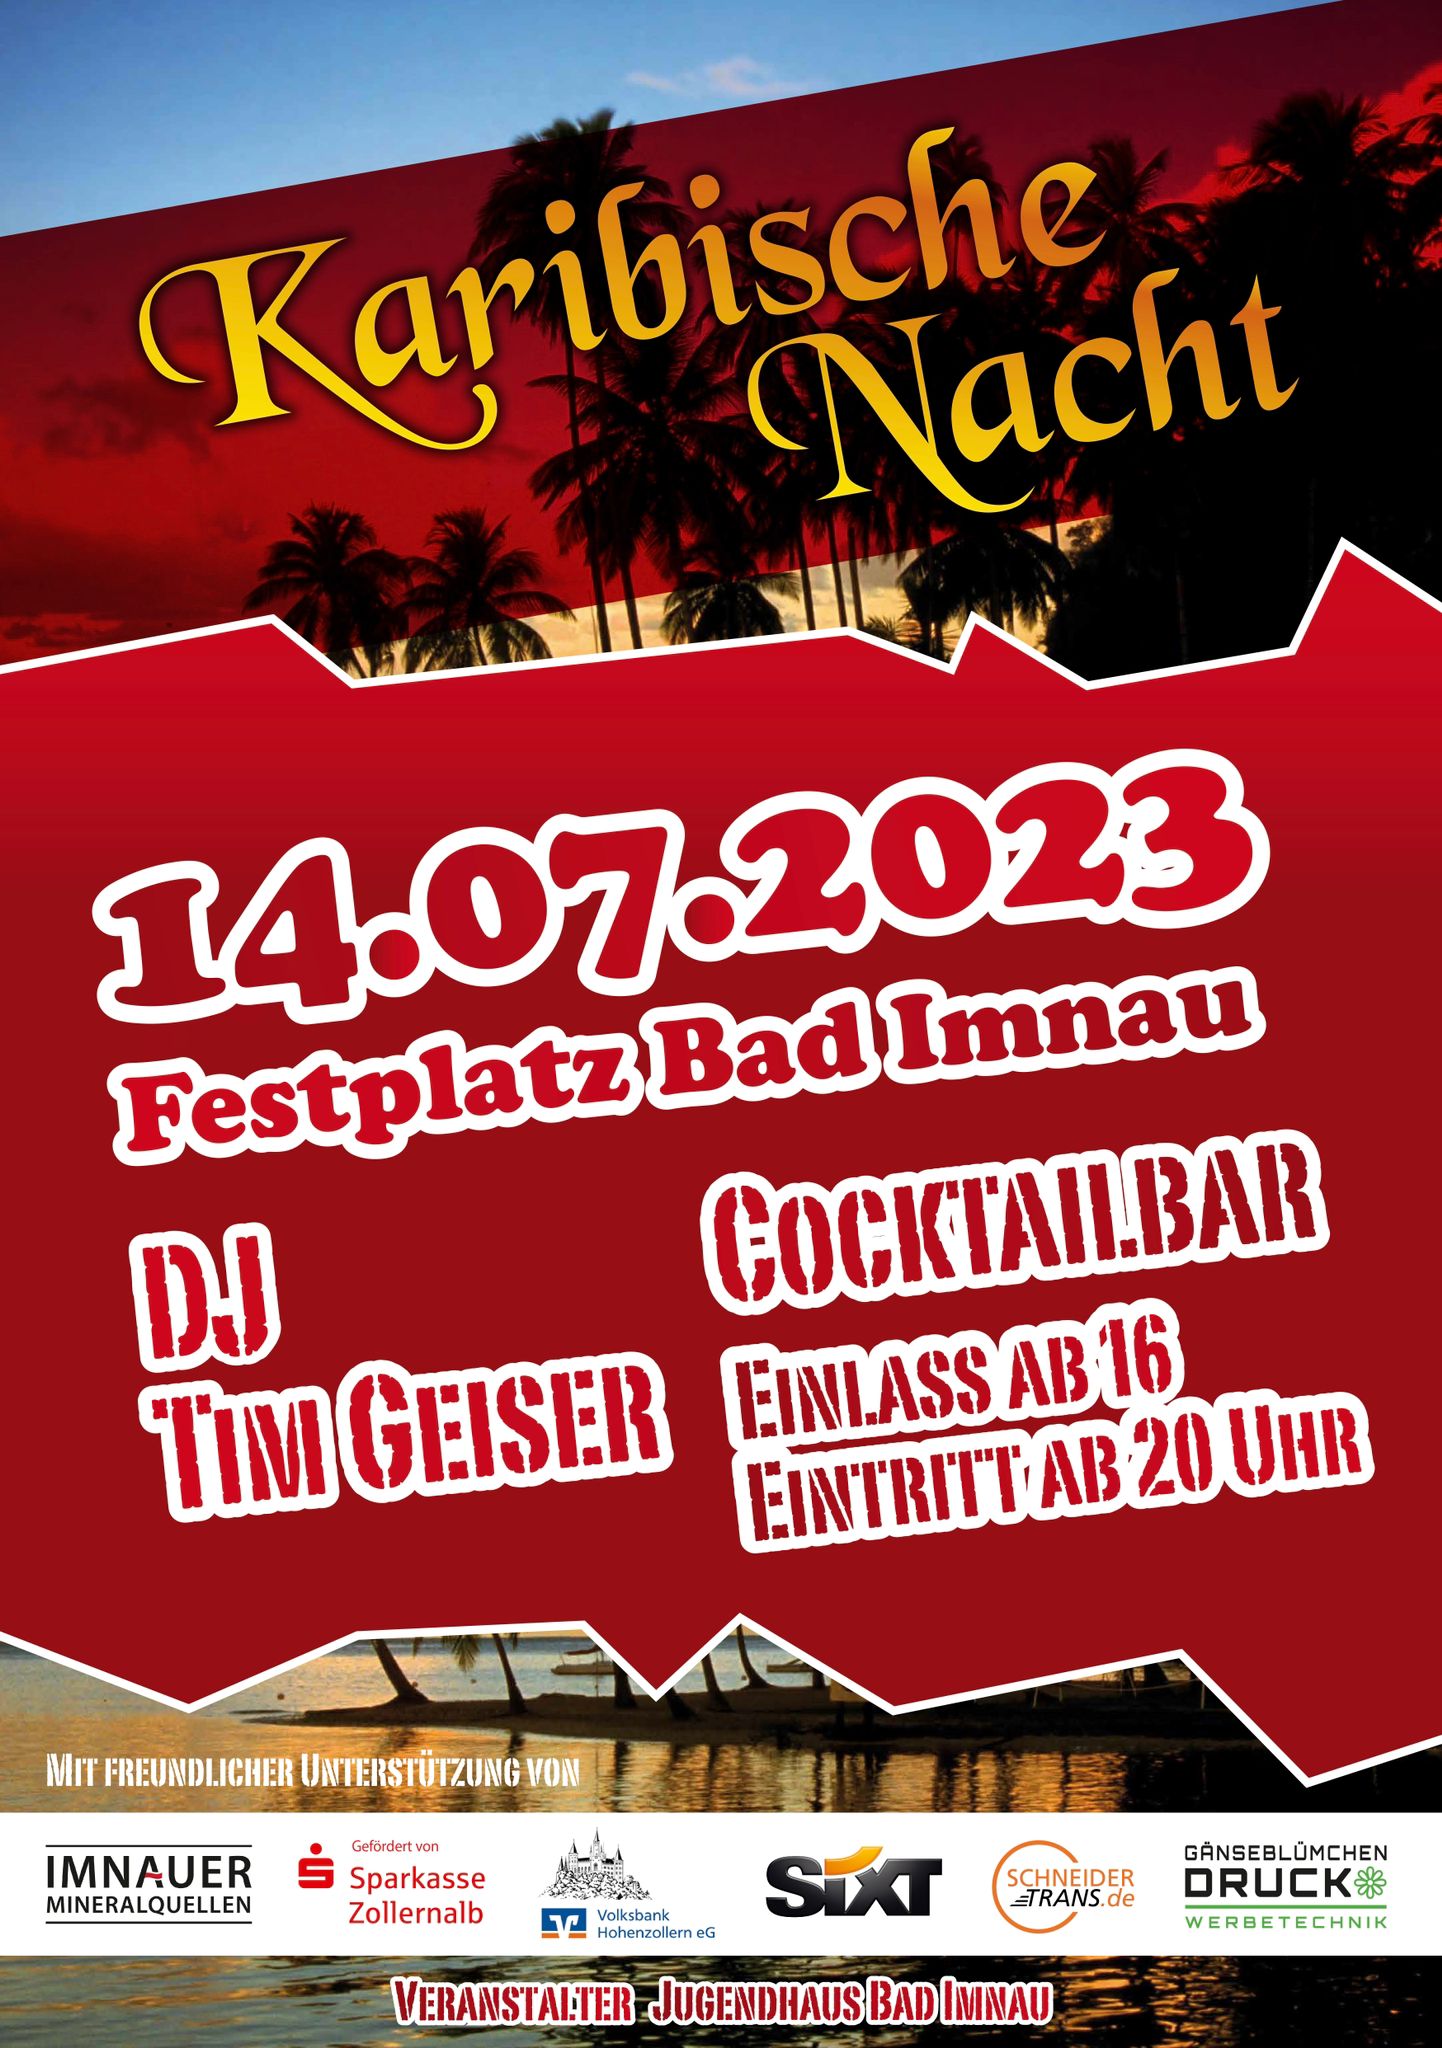 Karibische
Nacht
14.07.2023
Festplatz Bad Imnau
DJ
Tim Geiser
Cocktailbar
Einlass ab 16
Eintritt ab 20 Uhr
Mit freundlicher Unterstützung von
IMNAUER
MINERALQUELLEN
Gefördert von
Sparkasse
Zollernalb
Volksbank
Hohenzollern eG
SIXT
SCHNEIDER
TRANS.de
GÄNSEBLÜMCHEN
DRUCK
WERBETECHNIK
Veranstalter Jugendhaus Bad Imnau